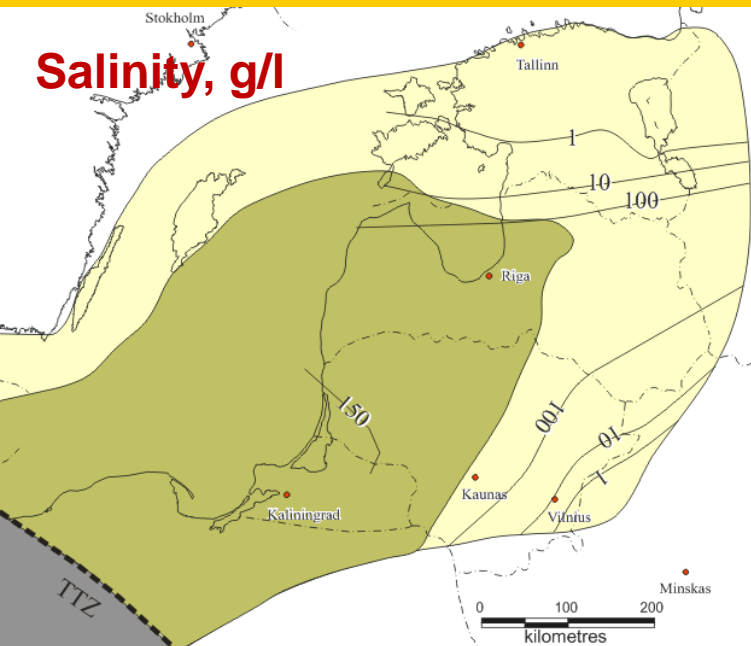 Stokholm
Salinity, g/l
Tallinn
1
10
100
Riga
150
100
10
1
Kaunas
Vilnius
Kaliningrad
TTZ
Minskas
0 100 200
kilometres